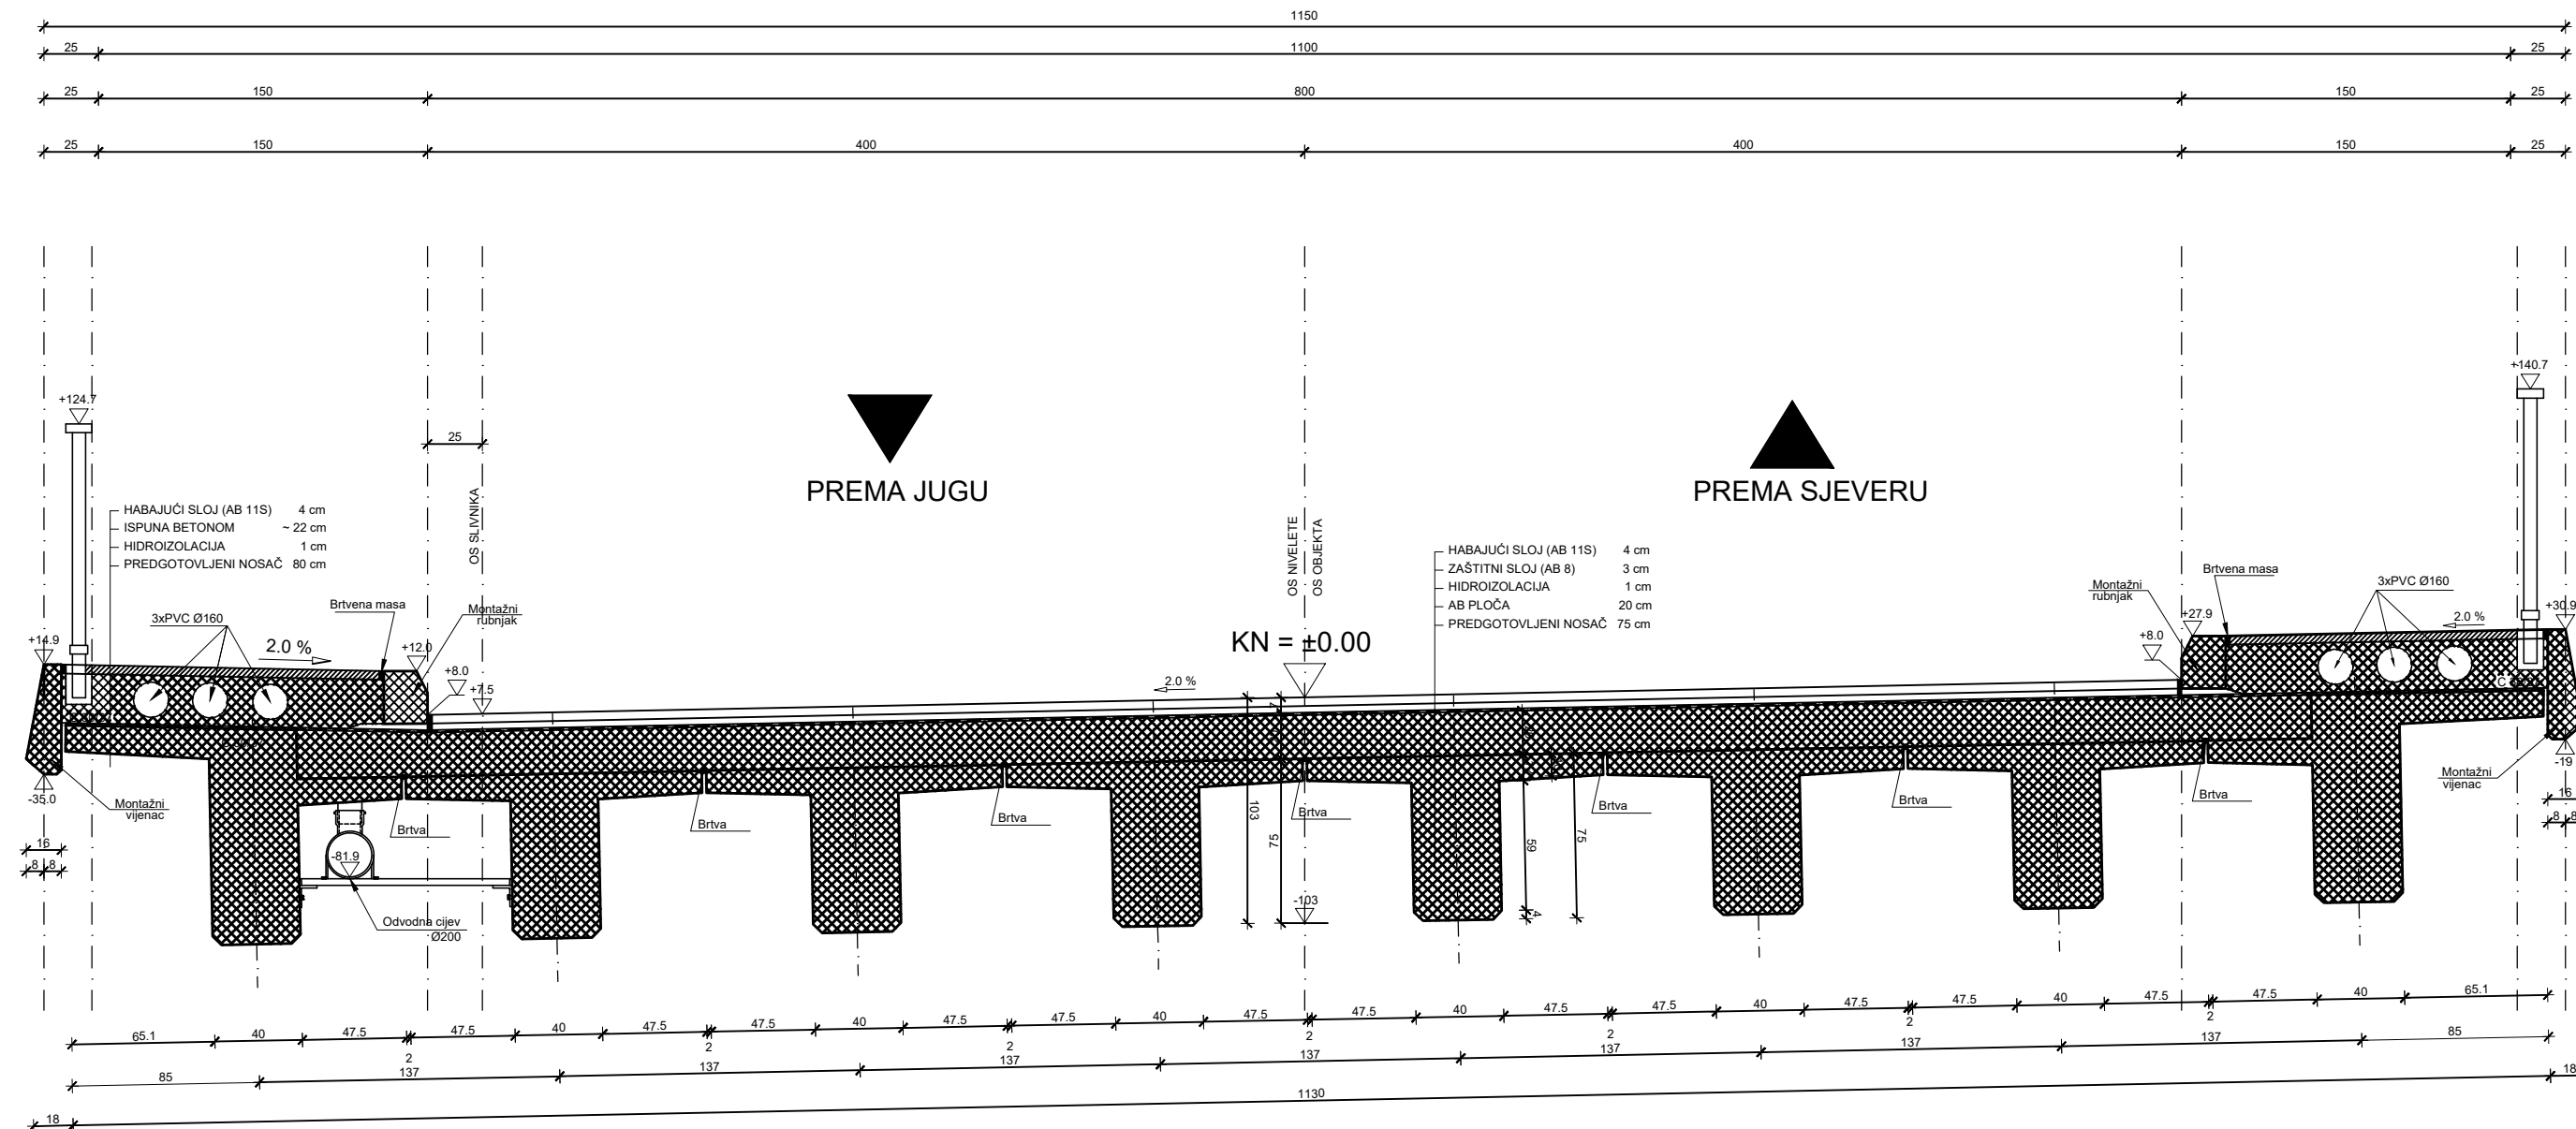 1150
25 1100 25
25 150 800 150 25
25 150 400 400 150 25
+124.7
+140.7
25
PREMA JUGU
PREMA SJEVERU
OS SLIVNIKA
OS NIVELETE
OS OBJEKTA
HABAJUĆI SLOJ (AB 11S) 4 cm
ISPUNA BETONOM ~ 22 cm
HIDROIZOLACIJA 1 cm
PREDGOTOVLJENI NOSAČ 80 cm
HABAJUĆI SLOJ (AB 11S) 4 cm
ZAŠTITNI SLOJ (AB 8) 3 cm
HIDROIZOLACIJA 1 cm
AB PLOČA 20 cm
PREDGOTOVLJENI NOSAČ 75 cm
3xPVC Ø160
Brtvena masa
Montažni
rubnjak
2.0 %
+14.9
+12.0
+8.0
+7.5
KN = ±0.00
2.0 %
Montažni
rubnjak
Brtvena masa
3xPVC Ø160
+27.9
+8.0
2.0 %
+30.9
-35.0
Montažni
vijenac
16
8 8
-81.9
Odvodna cijev
Ø200
Brtva
Brtva
Brtva
Brtva
Brtva
Brtva
Brtva
103
75
-103
59
4
75
Montažni
vijenac
-19
16
8 8
65.1 40 47.5 47.5 40 47.5 47.5 40 47.5 47.5 40 47.5 47.5 40 47.5 47.5 40 47.5 47.5 40 47.5 47.5 40 65.1
2 2 2 2 2 2 2
85 137 137 137 137 137 137 137 85
18 1130 18